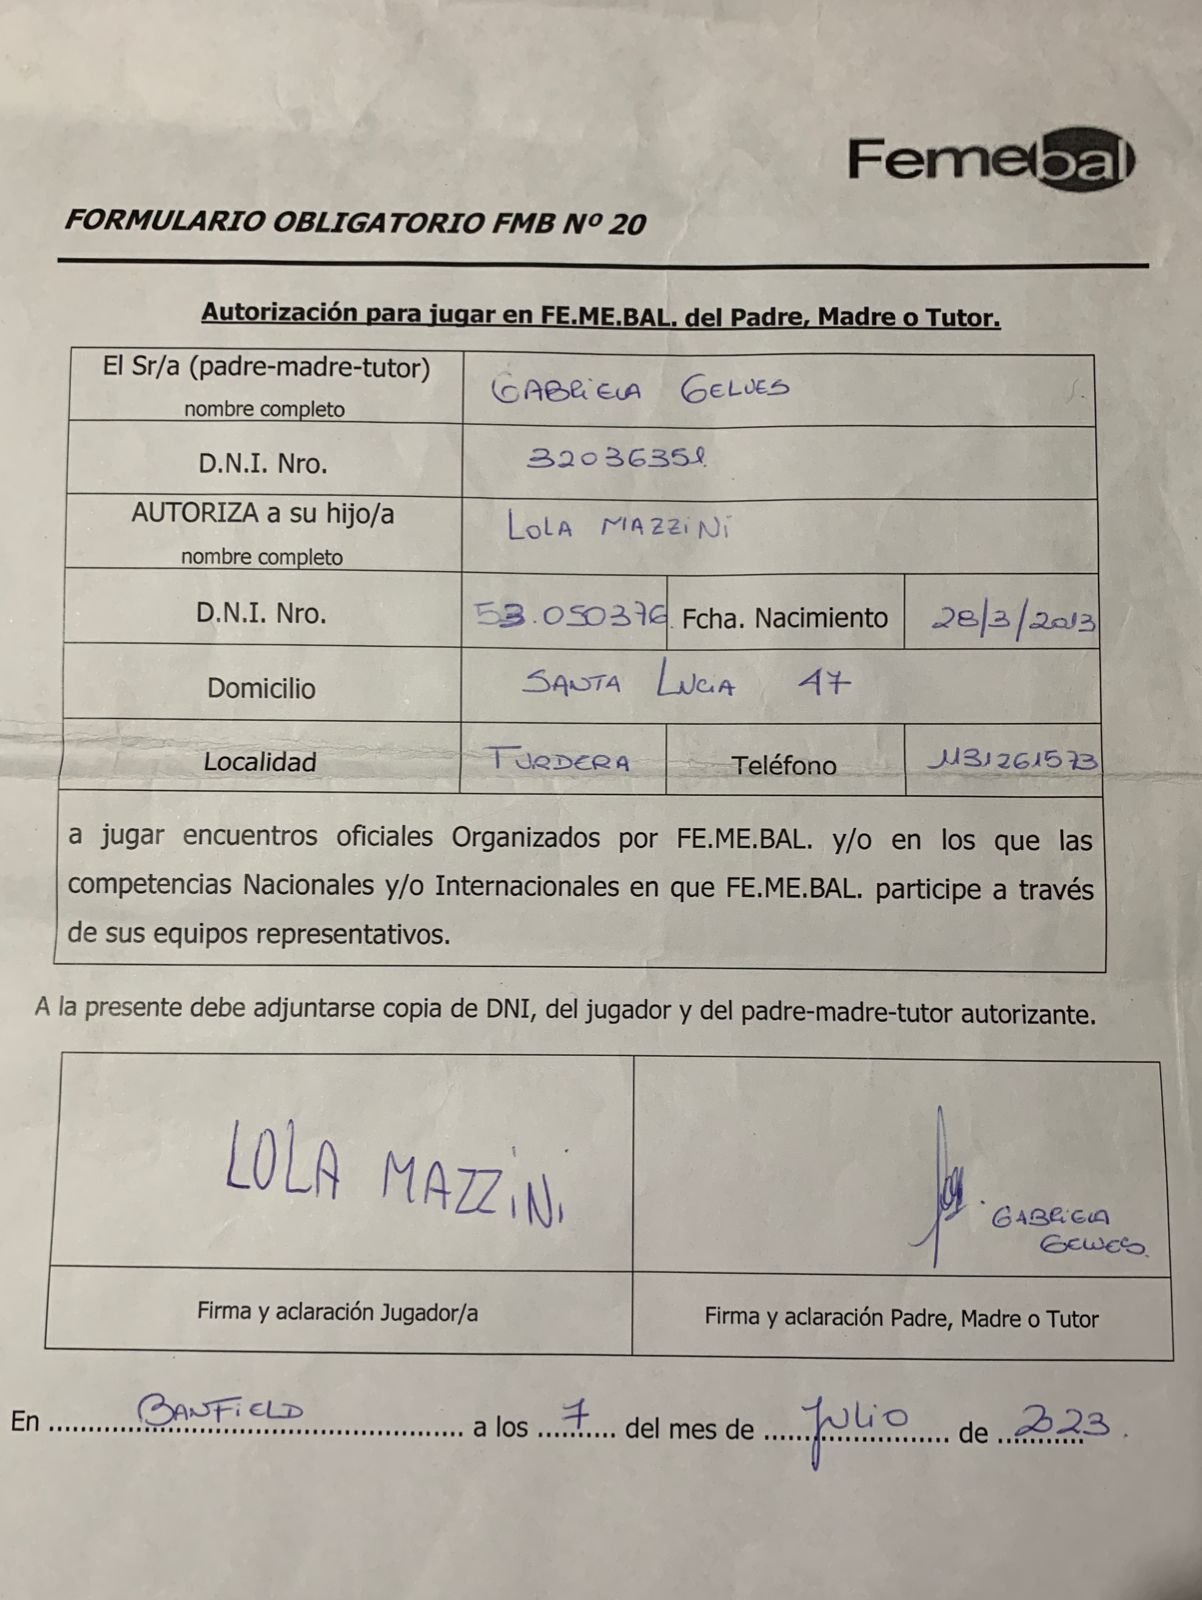 Femebal
FORMULARIO OBLIGATORIO FMB Nº 20
Autorización para jugar en FE.ME.BAL. del Padre, Madre o Tutor.
El Sr/a (padre-madre-tutor)
nombre completo
GABRiELA GELVES
D.N.I. Nro. 32036351
AUTORIZA a su hijo/a
nombre completo
LOLA MAZZiNi
D.N.I. Nro. 53.050376 Fcha. Nacimiento 28/3/2013
Domicilio SANTA LUCIA 47
Localidad TURDERA Teléfono 1131261573
a jugar encuentros oficiales Organizados por FE.ME.BAL. y/o en los que las
competencias Nacionales y/o Internacionales en que FE.ME.BAL. participe a través
de sus equipos representativos.
A la presente debe adjuntarse copia de DNI, del jugador y del padre-madre-tutor autorizante.
LOLA MAZZiNi
GABRiELA
GELVES.
Firma y aclaración Jugador/a Firma y aclaración Padre, Madre o Tutor
En BANFiELD a los 7 del mes de JULIO de 2023.